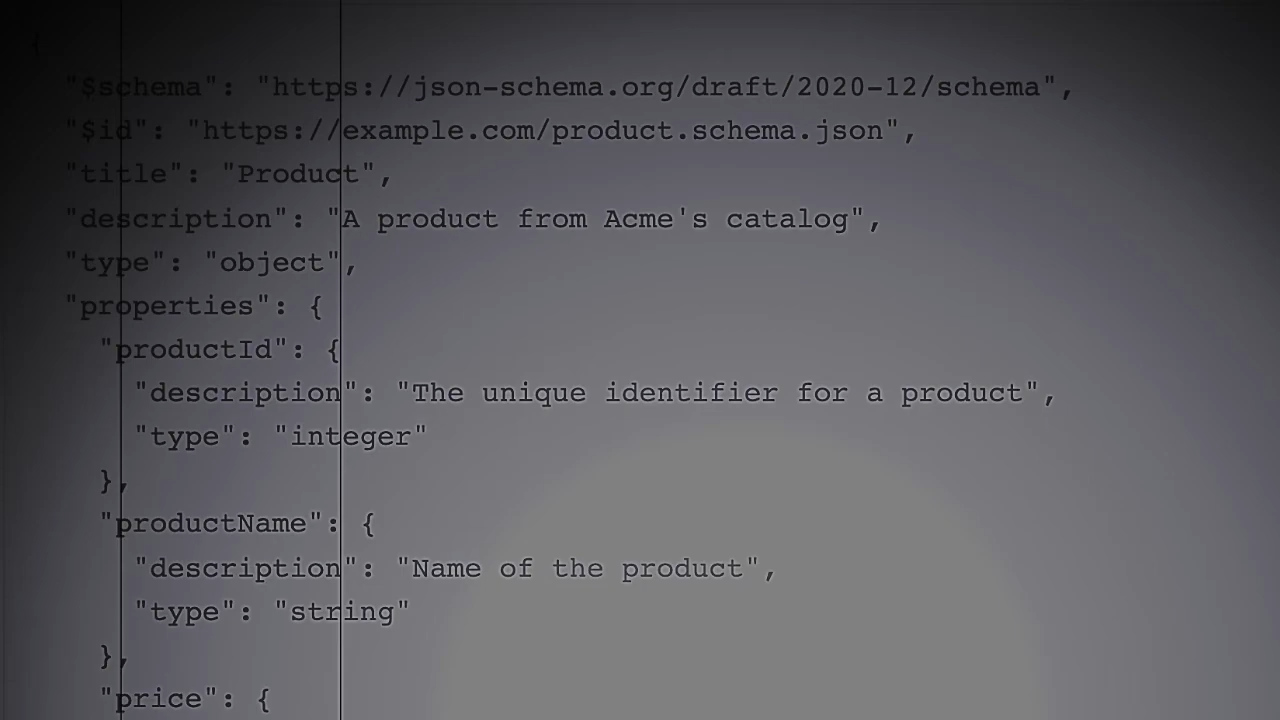 {
"$schema": "https://json-schema.org/draft/2020-12/schema",
"$id": "https://example.com/product.schema.json",
"title": "Product",
"description": "A product from Acme's catalog",
"type": "object",
"properties": {
"productId": {
"description": "The unique identifier for a product",
"type": "integer"
},
"productName": {
"description": "Name of the product",
"type": "string"
},
"price": {